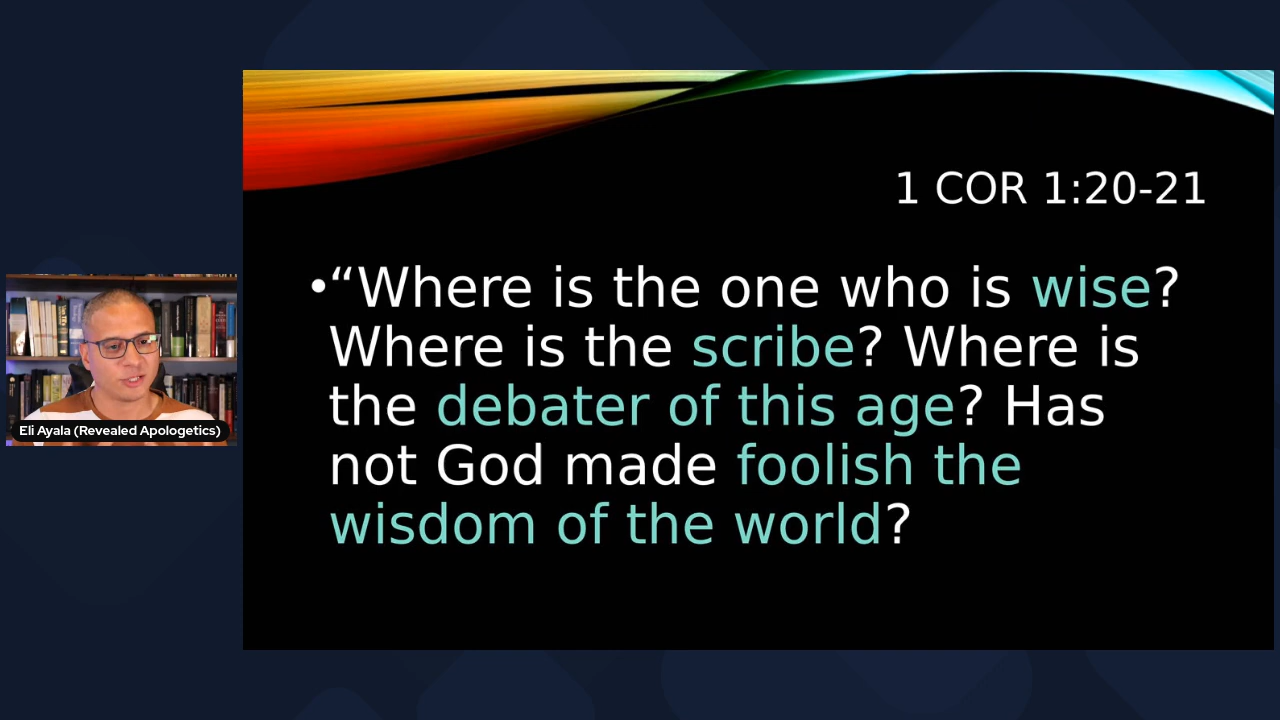 1 COR 1:20-21
•“Where is the one who is wise?
Where is the scribe? Where is
the debater of this age? Has
not God made foolish the
wisdom of the world?
Eli Ayala (Revealed Apologetics)